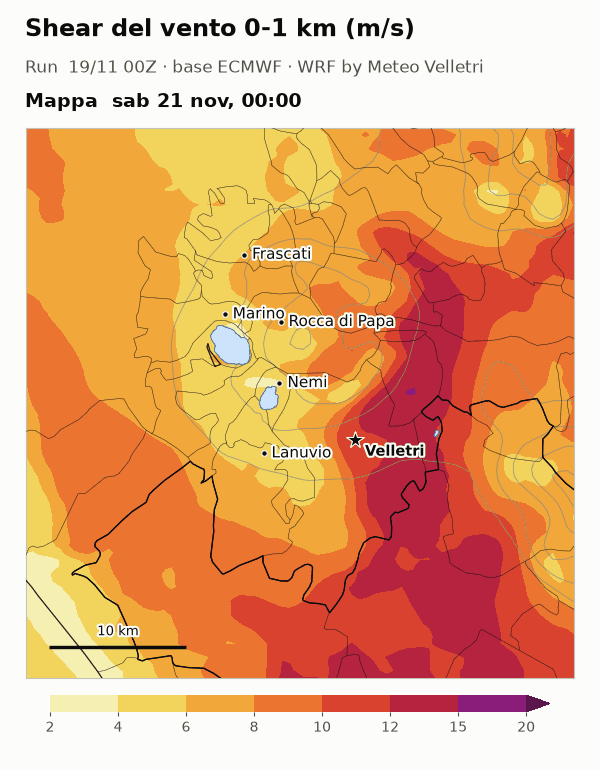 Shear del vento 0-1 km (m/s)
Run  19/11 00Z · base ECMWF · WRF by Meteo Velletri
Mappa  sab 21 nov, 00:00
Frascati
Marino
Rocca di Papa
Nemi
Velletri
Lanuvio
10 km
2 4 6 8 10 12 15 20